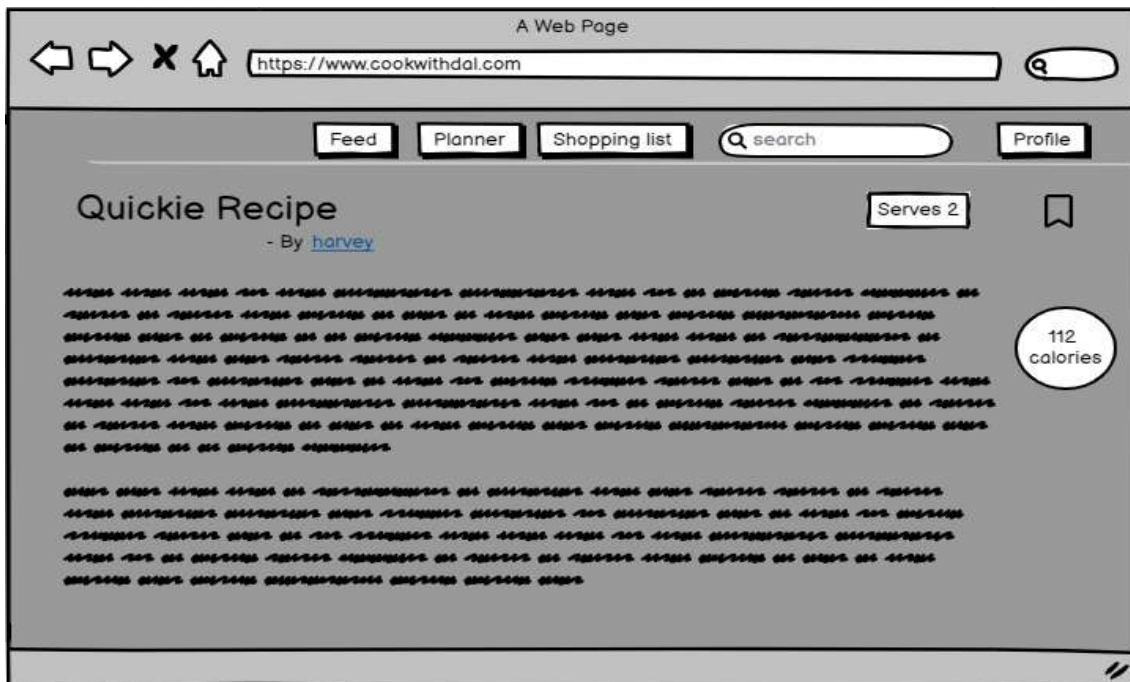 A Web Page
https://www.cookwithdal.com
Feed Planner Shopping list search Profile
Quickie Recipe Serves 2
- By harvey
112
calories